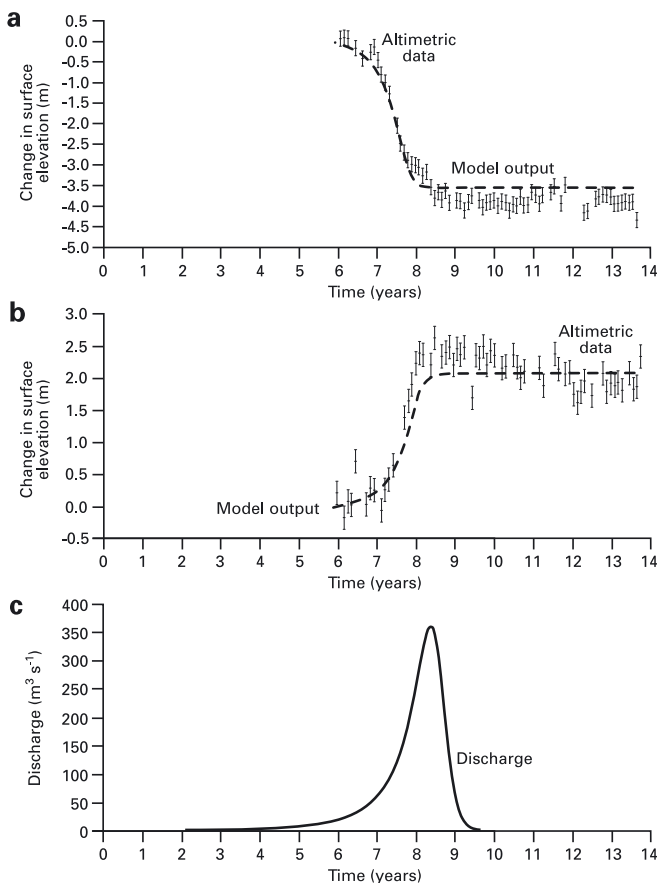 a
0.5
0.0
-0.5
-1.0
-1.5
-2.0
-2.5
-3.0
-3.5
-4.0
-4.5
-5.0
Change in surface
elevation (m)
Altimetric
data
Model output
0 1 2 3 4 5 6 7 8 9 10 11 12 13 14
Time (years)
b
3.0
2.5
2.0
1.5
1.0
0.5
0.0
-0.5
Change in surface
elevation (m)
Altimetric
data
Model output
0 1 2 3 4 5 6 7 8 9 10 11 12 13 14
Time (years)
c
400
350
300
250
200
150
100
50
0
Discharge (m³ s⁻¹)
Discharge
0 1 2 3 4 5 6 7 8 9 10 11 12 13 14
Time (years)